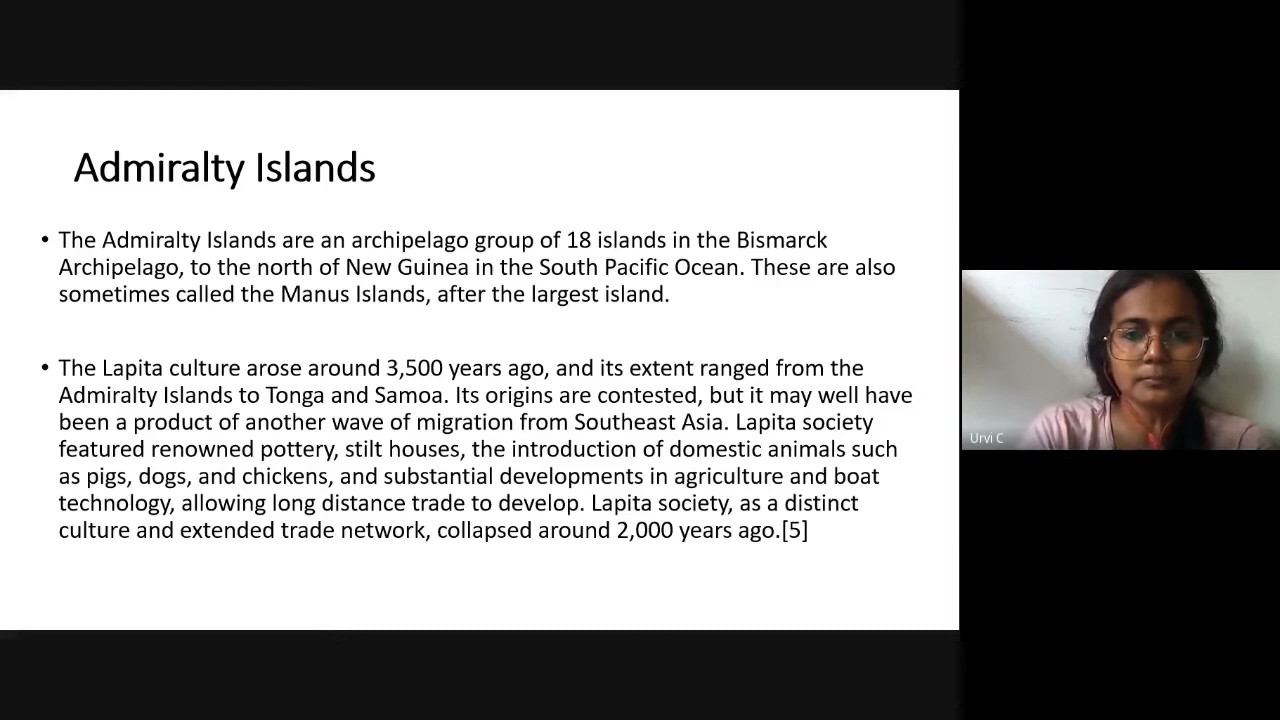 Admiralty Islands
• The Admiralty Islands are an archipelago group of 18 islands in the Bismarck
Archipelago, to the north of New Guinea in the South Pacific Ocean. These are also
sometimes called the Manus Islands, after the largest island.
• The Lapita culture arose around 3,500 years ago, and its extent ranged from the
Admiralty Islands to Tonga and Samoa. Its origins are contested, but it may well have
been a product of another wave of migration from Southeast Asia. Lapita society
featured renowned pottery, stilt houses, the introduction of domestic animals such
as pigs, dogs, and chickens, and substantial developments in agriculture and boat
technology, allowing long distance trade to develop. Lapita society, as a distinct
culture and extended trade network, collapsed around 2,000 years ago.[5]
Urvi C